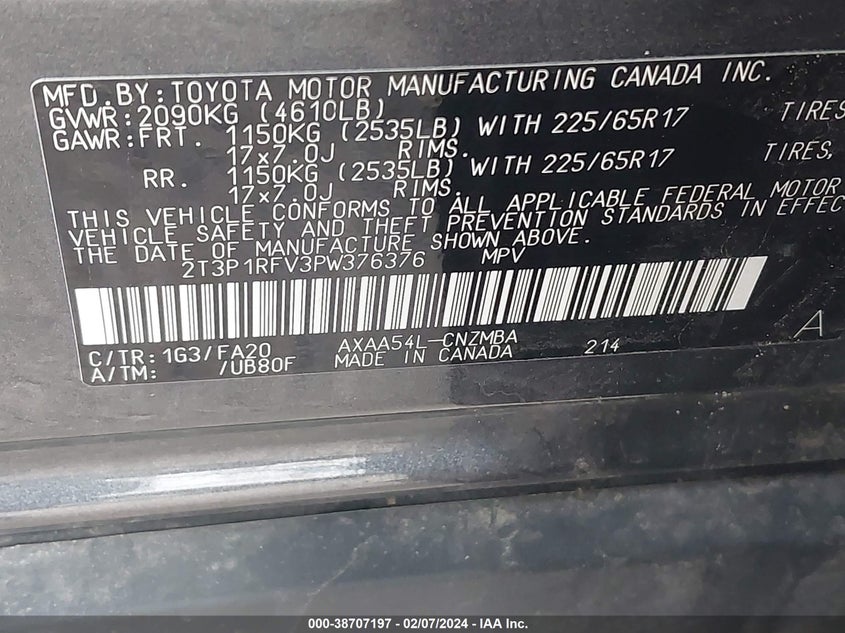 MFD.BY:TOYOTA MOTOR MANUFACTURING CANADA INC.
GVWR:2090KG (4610LB)
GAWR:FRT. 1150KG (2535LB) WITH 225/65R17 TIRES
17x7.0J RIMS.
RR. 1150KG (2535LB) WITH 225/65R17 TIRES,
17x7.0J RIMS.
THIS VEHICLE CONFORMS TO ALL APPLICABLE FEDERAL MOTOR
VEHICLE SAFETY AND THEFT PREVENTION STANDARDS IN EFFEC
THE DATE OF MANUFACTURE SHOWN ABOVE.
2T3P1RFV3PW376376 MPV
C/TR:1G3/FA20 AXAA54L-CNZMBA 214 A
A/TM: /UB80F MADE IN CANADA
000-38707197 - 02/07/2024 - IAA Inc.